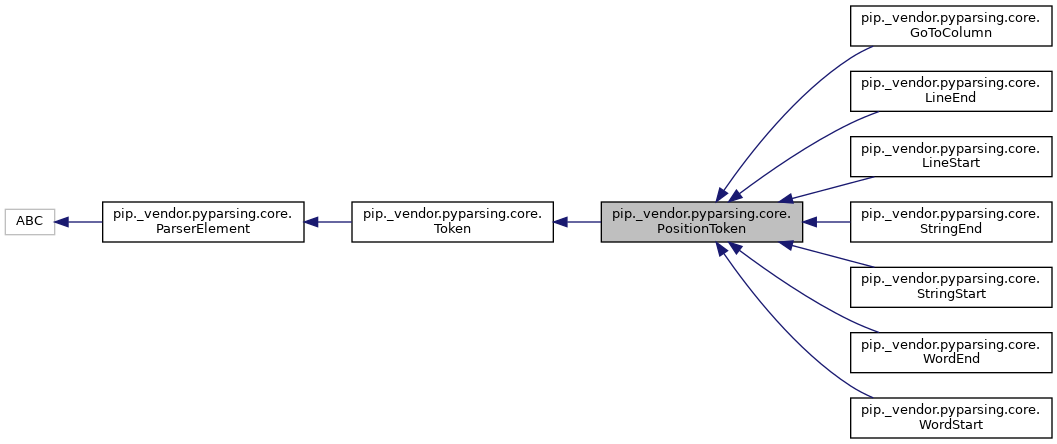 ABC
pip._vendor.pyparsing.core.
ParserElement
pip._vendor.pyparsing.core.
Token
pip._vendor.pyparsing.core.
PositionToken
pip._vendor.pyparsing.core.
GoToColumn
pip._vendor.pyparsing.core.
LineEnd
pip._vendor.pyparsing.core.
LineStart
pip._vendor.pyparsing.core.
StringEnd
pip._vendor.pyparsing.core.
StringStart
pip._vendor.pyparsing.core.
WordEnd
pip._vendor.pyparsing.core.
WordStart